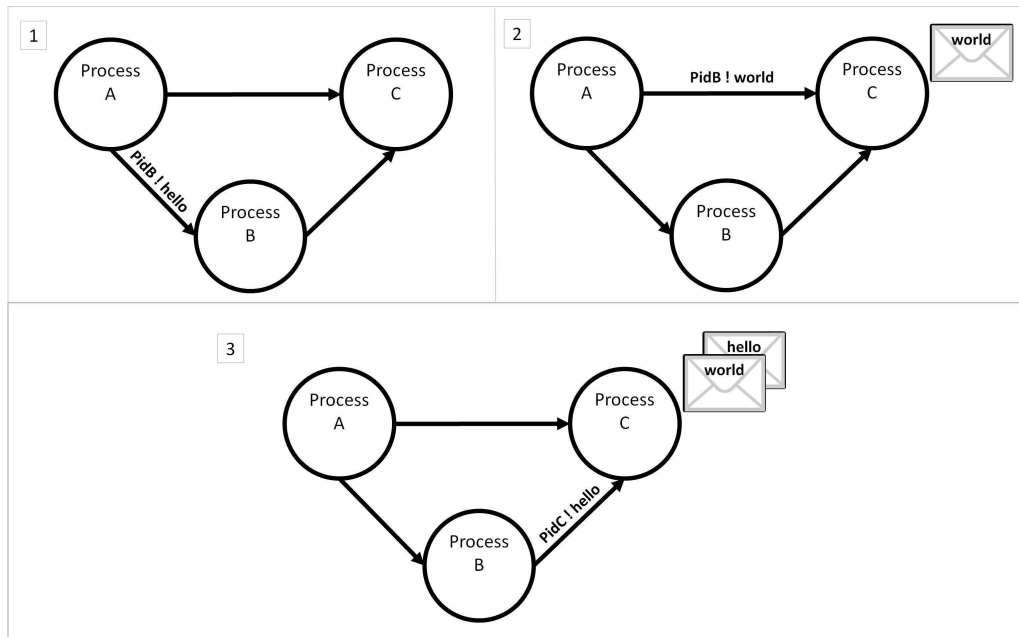 1
Process
A
Process
C
PidB ! hello
Process
B
2
Process
A
PidB ! world
Process
C
world
Process
B
3
Process
A
Process
C
hello
world
PidC ! hello
Process
B